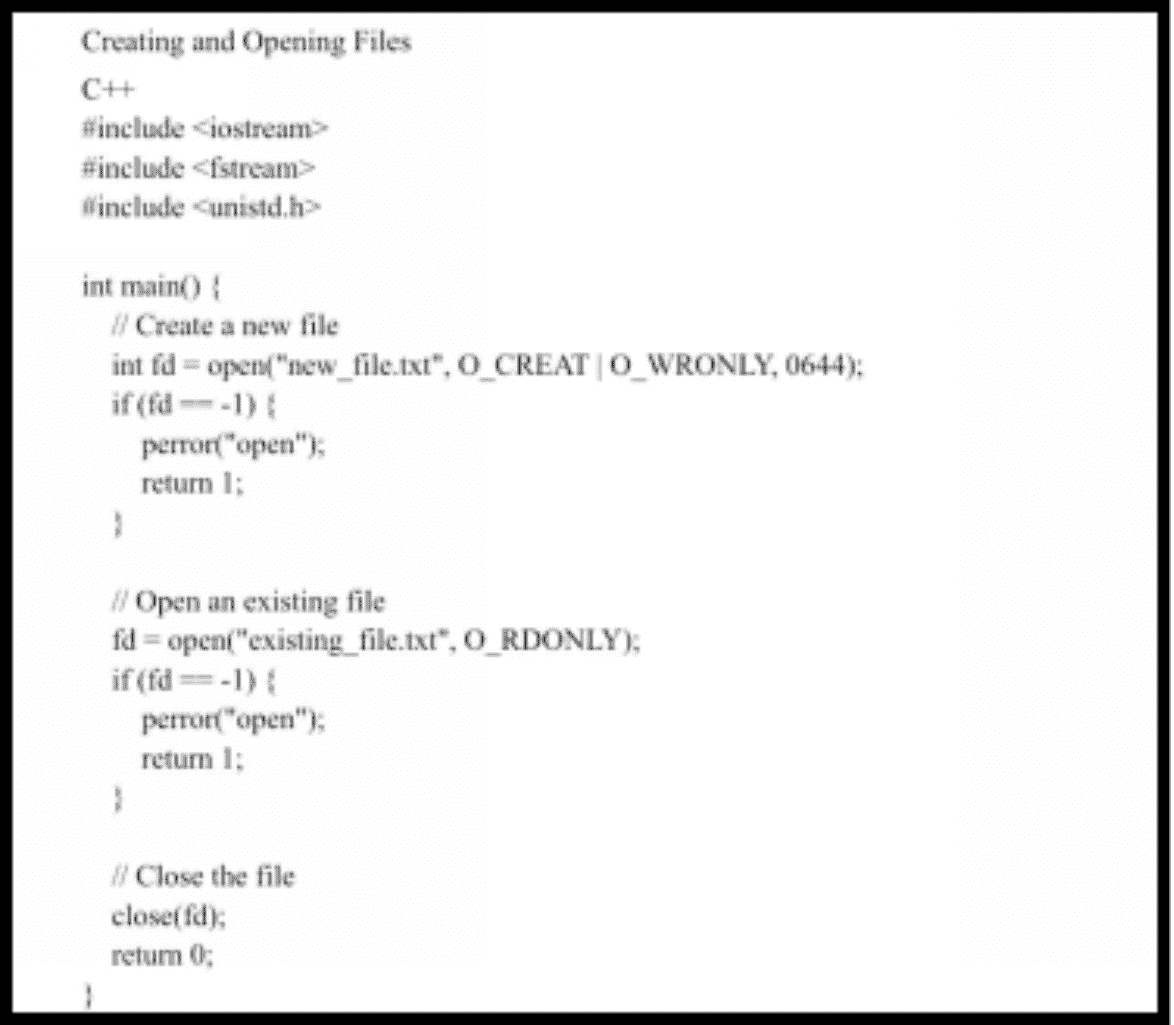 Creating and Opening Files
C++
#include <iostream>
#include <fstream>
#include <unistd.h>
int main() {
// Create a new file
int fd = open("new_file.txt", O_CREAT | O_WRONLY, 0644);
if (fd == -1) {
perror("open");
return 1;
}
// Open an existing file
fd = open("existing_file.txt", O_RDONLY);
if (fd == -1) {
perror("open");
return 1;
}
// Close the file
close(fd);
return 0;
}